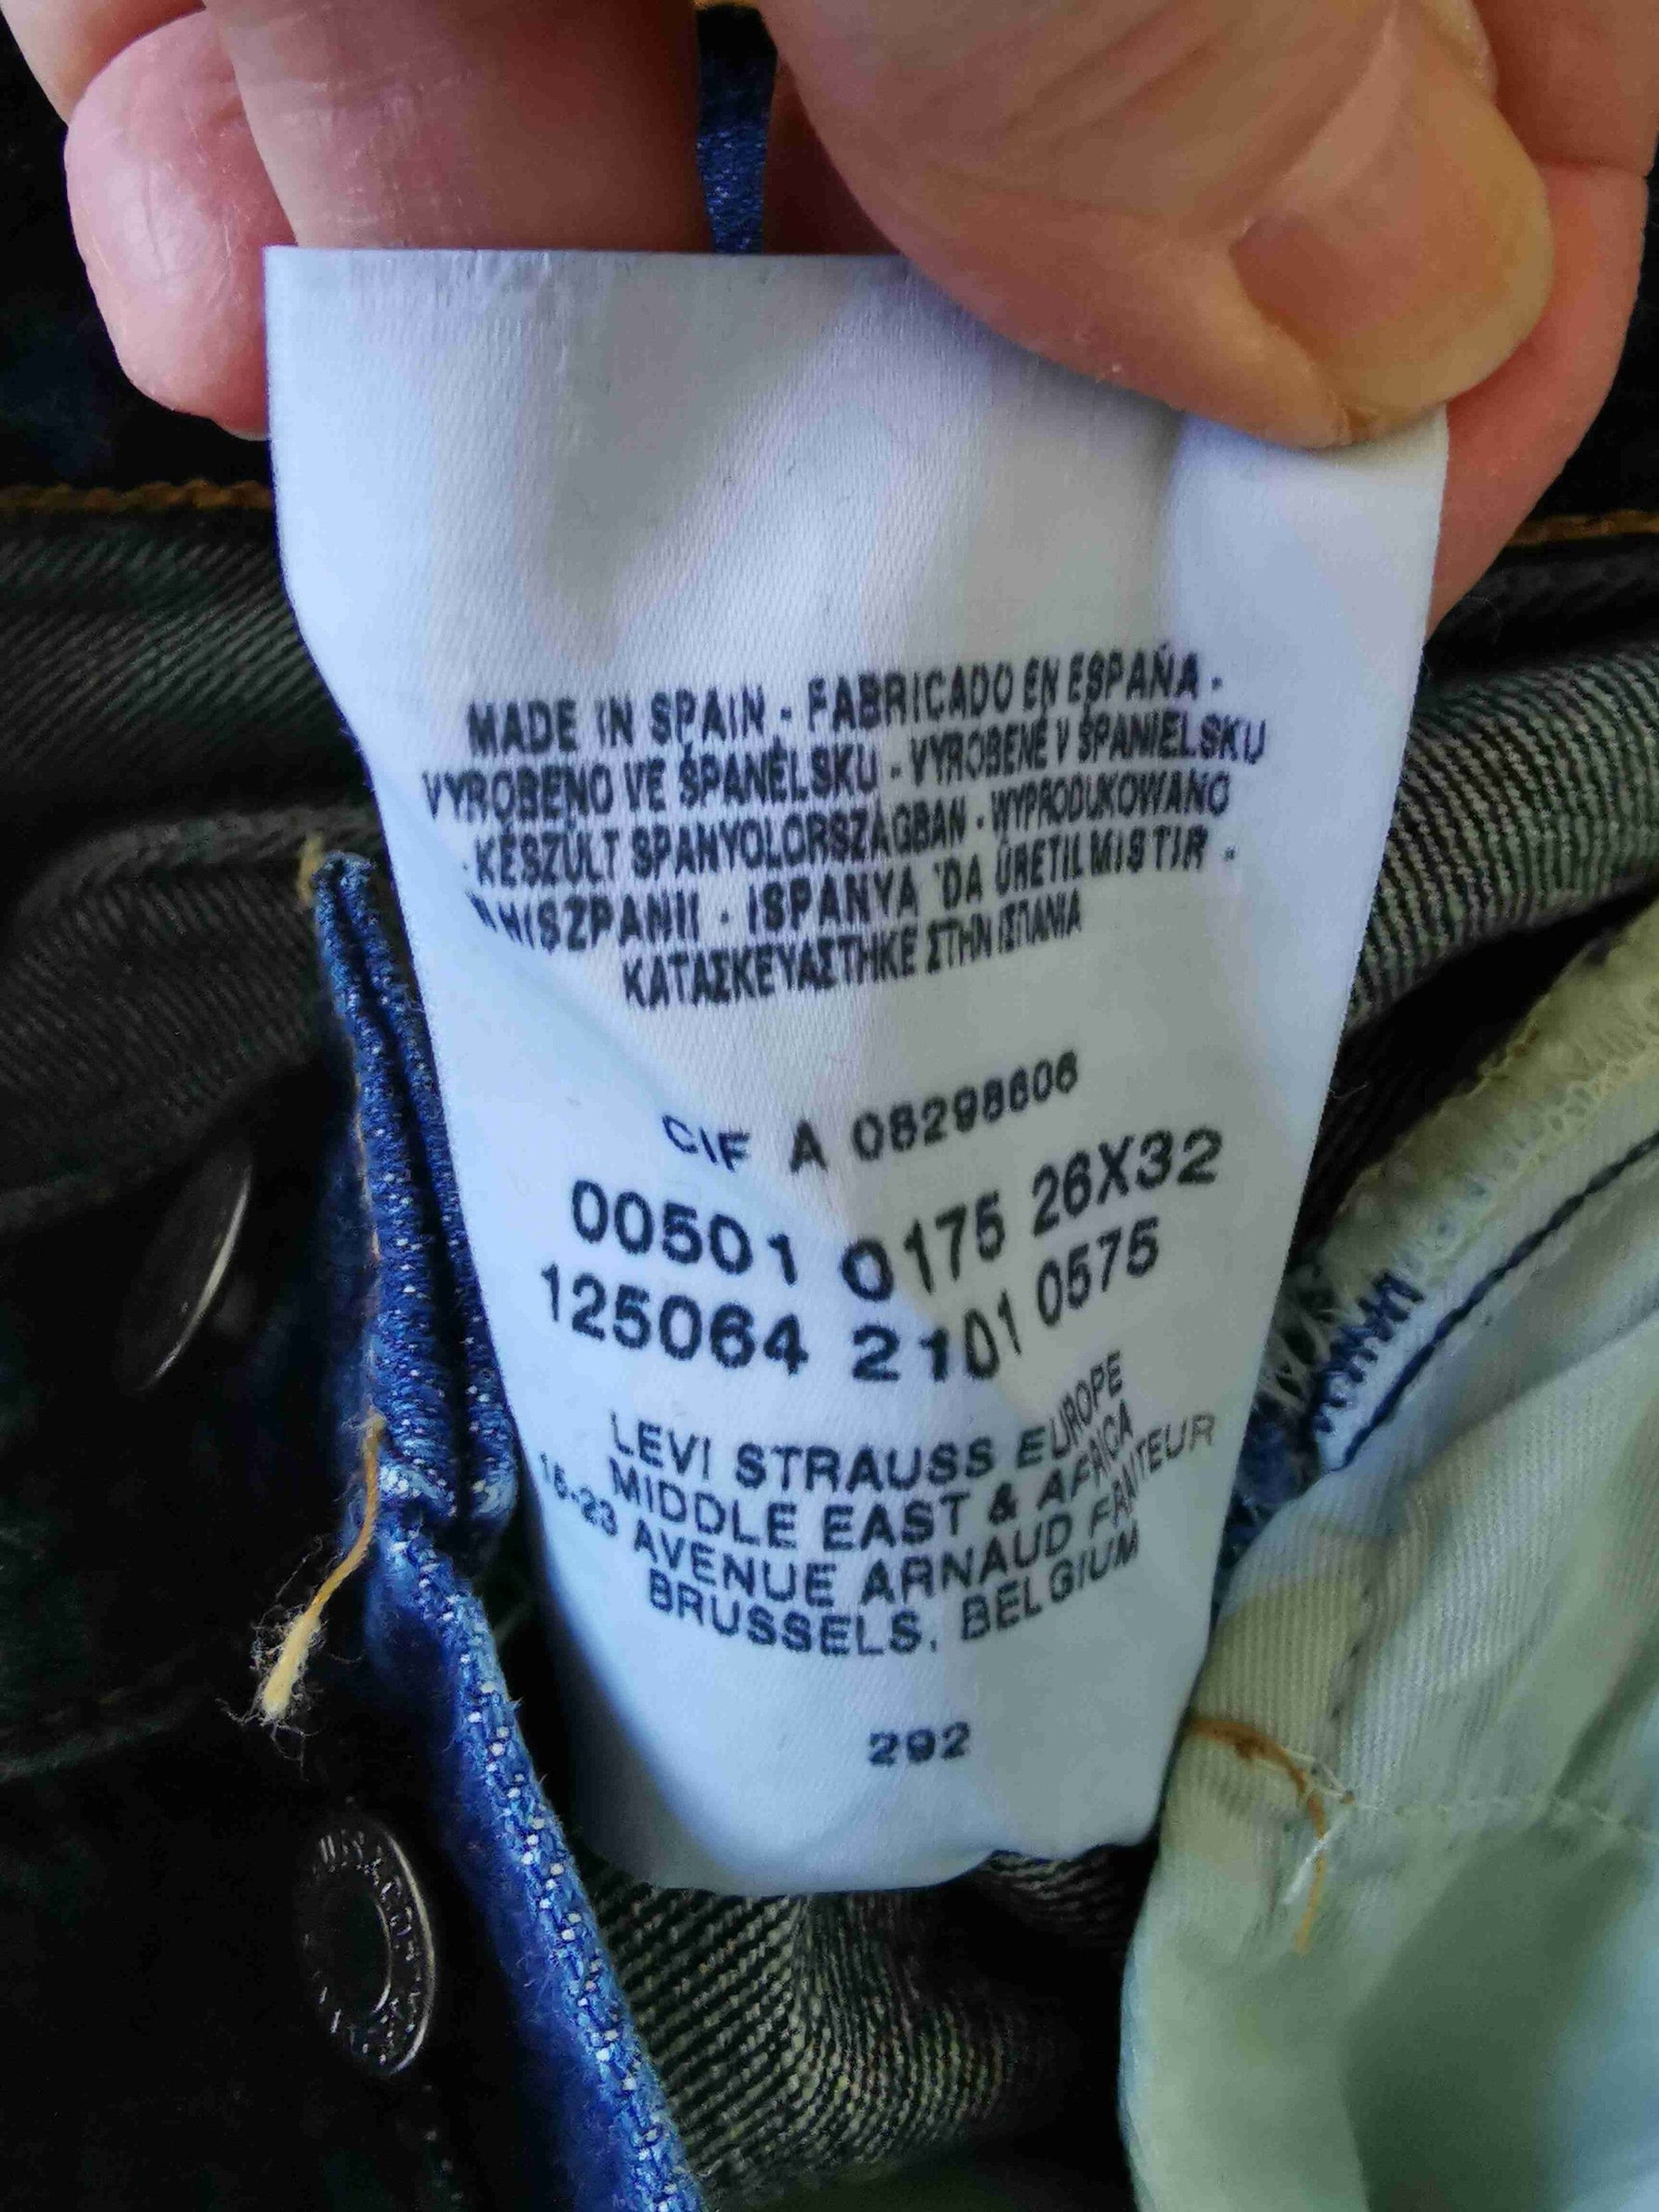 MADE IN SPAIN - FABRICADO EN ESPAÑA -
VYROBENO VE ŠPANĚLSKU - VYROBENÉ V ŠPANIELSKU
- KÉSZÜLT SPANYOLORSZÁGBAN - WYPRODUKOWANO
W HISZPANII - ISPANYA 'DA ÜRETILMISTIR -
ΚΑΤΑΣΚΕΥΑΣΤΗΚΕ ΣΤΗΝ ΙΣΠΑΝΙΑ
CIF A 08298606
00501 0175 26X32
125064 2101 0575
LEVI STRAUSS EUROPE
MIDDLE EAST & AFRICA
15-23 AVENUE ARNAUD FRAITEUR
BRUSSELS, BELGIUM
292